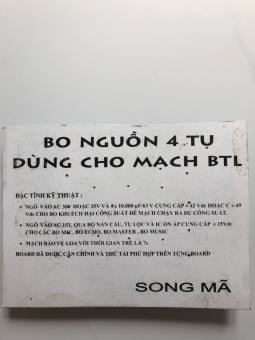 BO NGUỒN 4 TỤ
DÙNG CHO MẠCH BTL
ĐẶC TÍNH KỸ THUẬT :
NGÕ VÀO AC 30V HOẶC 35V VÀ 4 x 10.000 µF/63 V CUNG CẤP ± 42 Vdc HOẶC ± 49
Vdc CHO BO KHUẾCH ĐẠI CÔNG SUẤT ĐỂ MẠCH CHẠY RA DƯ CÔNG SUẤT.
NGÕ VÀO AC 15V, QUA BỘ NẮN CẦU, TỤ LỌC VÀ IC ỔN ÁP CUNG CẤP ± 15Vdc
CHO CÁC BO MIC, BO ECHO, BO MASTER, BO MUSIC
MẠCH BẢO VỆ LOA VỚI THỜI GIAN TRỄ LÀ 7s
BOARD ĐÃ ĐƯỢC CÂN CHỈNH VÀ THỬ TẢI PHÙ HỢP TRÊN TỪNG BOARD
SONG MÃ